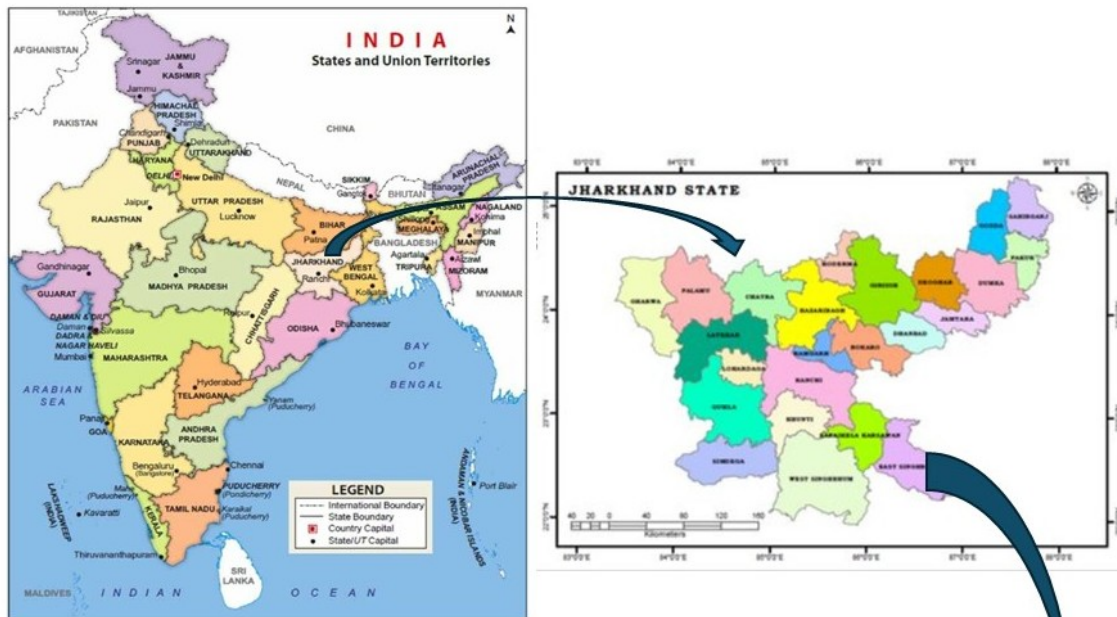 TAJIKISTAN
AFGHANISTAN
PAKISTAN
CHINA
INDIA
States and Union Territories
N
JAMMU & KASHMIR
Srinagar
Jammu
HIMACHAL PRADESH
Shimla
Chandigarh
PUNJAB
Dehradun
UTTARAKHAND
HARYANA
DELHI
New Delhi
RAJASTHAN
Jaipur
UTTAR PRADESH
Lucknow
NEPAL
SIKKIM
Gangtok
BHUTAN
ARUNACHAL PRADESH
Itanagar
ASSAM
NAGALAND
Kohima
Shillong
MEGHALAYA
Imphal
MANIPUR
BIHAR
Patna
BANGLADESH
Agartala
TRIPURA
Aizawl
MIZORAM
JHARKHAND
Ranchi
WEST BENGAL
Kolkata
MYANMAR
Gandhinagar
GUJARAT
Bhopal
MADHYA PRADESH
CHHATTISGARH
Raipur
ODISHA
Bhubaneswar
DAMAN & DIU
Daman
DADRA & NAGAR HAVELI
Silvassa
Mumbai
MAHARASHTRA
ARABIAN SEA
BAY OF BENGAL
Hyderabad
TELANGANA
Yanam
(Puducherry)
Panaji
GOA
KARNATAKA
ANDHRA PRADESH
Bengaluru
(Bangalore)
Chennai
Mahe
(Puducherry)
PUDUCHERRY
(Pondicherry)
Karaikal
(Puducherry)
TAMIL NADU
KERALA
LAKSHADWEEP
(INDIA)
Kavaratti
Thiruvananthapuram
ANDAMAN & NICOBAR ISLANDS
(INDIA)
Port Blair
SRI LANKA
MALDIVES
INDIAN OCEAN
LEGEND
International Boundary
State Boundary
Country Capital
State/UT Capital
JHARKHAND STATE
GODDA
SAHIBGANJ
PAKUR
KODERMA
GIRIDIH
DEOGHAR
DUMKA
GARHWA
PALAMU
CHATRA
HAZARIBAGH
JAMTARA
DHANBAD
LATEHAR
RAMGARH
BOKARO
LOHARDAGA
RANCHI
GUMLA
KHUNTI
SARAIKELA KHARSAWAN
SIMDEGA
WEST SINGHBHUM
EAST SINGHB
40 20 0 40 80 120 160
Kilometers